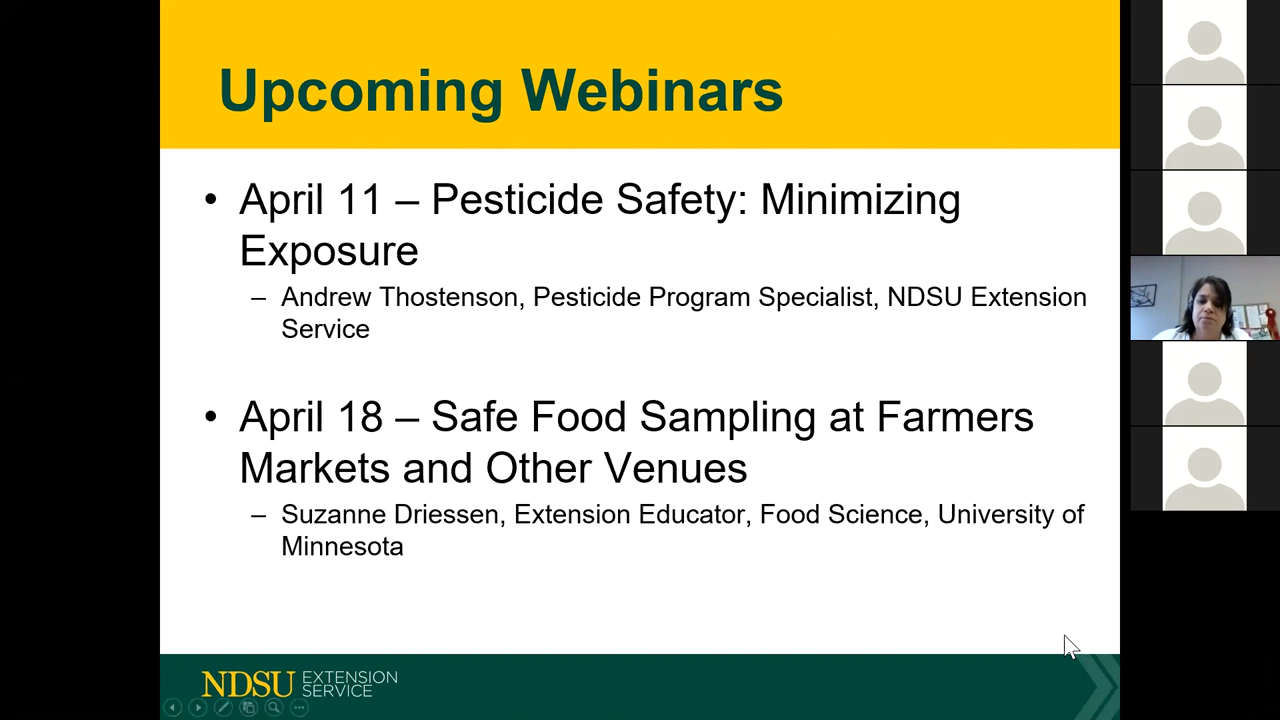 Upcoming Webinars
• April 11 – Pesticide Safety: Minimizing
Exposure
– Andrew Thostenson, Pesticide Program Specialist, NDSU Extension
Service
• April 18 – Safe Food Sampling at Farmers
Markets and Other Venues
– Suzanne Driessen, Extension Educator, Food Science, University of
Minnesota
NDSU EXTENSION
SERVICE